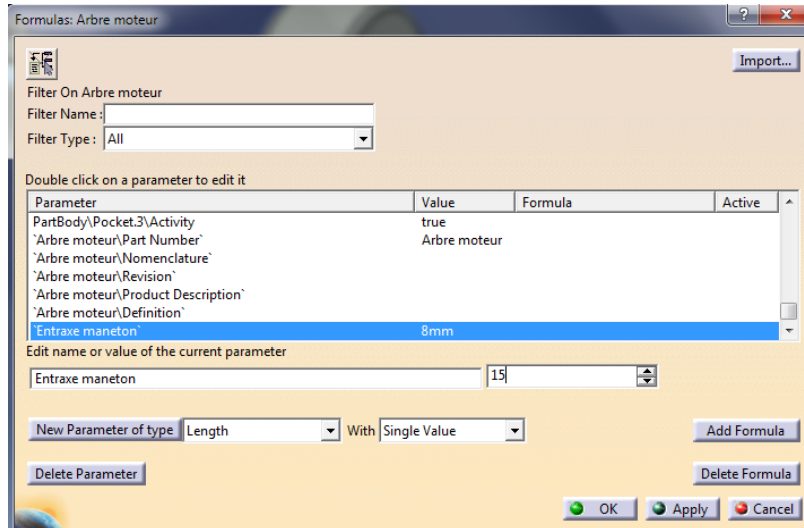 Formulas: Arbre moteur
Import...
Filter On Arbre moteur
Filter Name :
Filter Type : All
Double click on a parameter to edit it
Parameter Value Formula Active
PartBody\Pocket.3\Activity true
`Arbre moteur\Part Number` Arbre moteur
`Arbre moteur\Nomenclature`
`Arbre moteur\Revision`
`Arbre moteur\Product Description`
`Arbre moteur\Definition`
`Entraxe maneton` 8mm
Edit name or value of the current parameter
Entraxe maneton 15
New Parameter of type Length With Single Value Add Formula
Delete Parameter Delete Formula
OK Apply Cancel